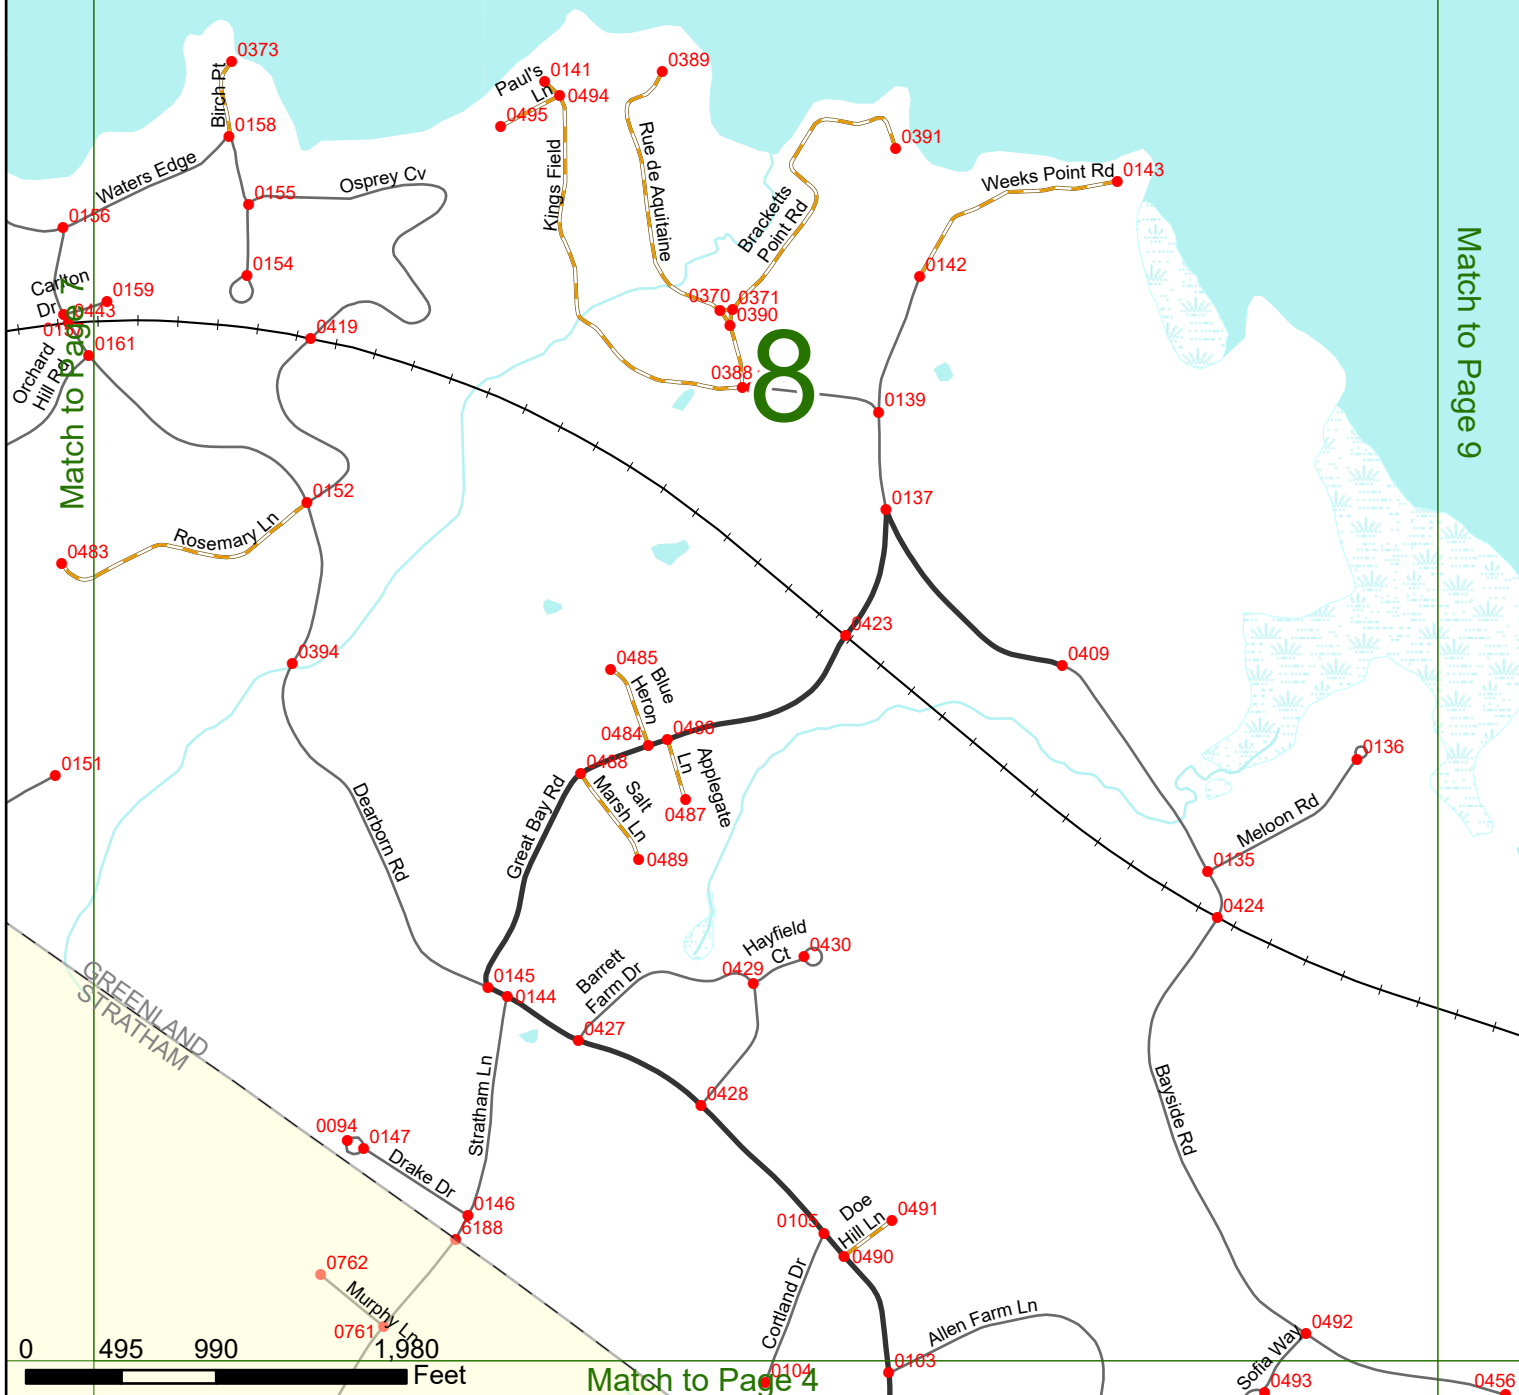 0373
Birch Pt
0158
Waters Edge
0156
0155
Osprey Cv
0154
Carlton
Dr
0159
0443
0161
Orchard
Hill Rd
Match to Page 7
0419
Paul's
Ln
0141
0494
0495
Kings Field
0389
Rue de Aquitaine
Bracketts
Point Rd
0391
0370
0371
0390
0388
8
Weeks Point Rd
0143
0142
0139
0137
Match to Page 9
0152
Rosemary Ln
0483
0394
0151
0423
0409
0485
Blue
Heron
0484
0486
0488
Applegate
Ln
0487
Salt
Marsh Ln
0489
Great Bay Rd
Dearborn Rd
0136
Meloon Rd
0135
0424
Hayfield
Ct
0430
0429
Barrett
Farm Dr
0145
0144
0427
0428
GREENLAND
STRATHAM
Stratham Ln
Bayside Rd
0094
0147
Drake Dr
0146
6188
0762
Murphy Ln
0761
Doe
Hill Ln
0491
0105
0490
Cortland Dr
Allen Farm Ln
0103
0104
0492
Sofia Way
0493
0456
0 495 990 1,980
Feet
Match to Page 4